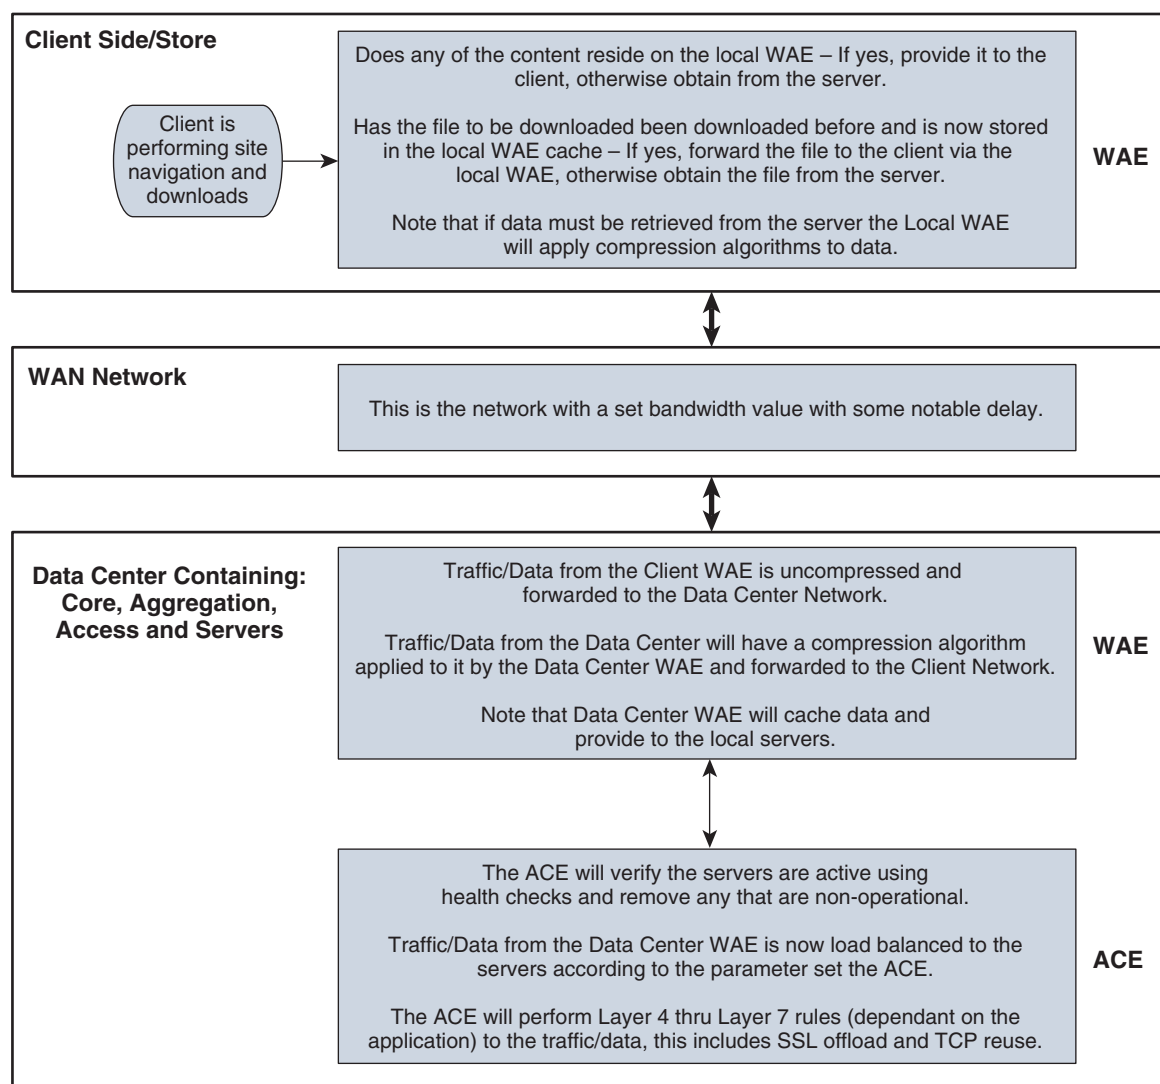 Client Side/Store
Client is
performing site
navigation and
downloads
Does any of the content reside on the local WAE – If yes, provide it to the
client, otherwise obtain from the server.
Has the file to be downloaded been downloaded before and is now stored
in the local WAE cache – If yes, forward the file to the client via the
local WAE, otherwise obtain the file from the server.
Note that if data must be retrieved from the server the Local WAE
will apply compression algorithms to data.
WAE
WAN Network
This is the network with a set bandwidth value with some notable delay.
Data Center Containing:
Core, Aggregation,
Access and Servers
Traffic/Data from the Client WAE is uncompressed and
forwarded to the Data Center Network.
Traffic/Data from the Data Center will have a compression algorithm
applied to it by the Data Center WAE and forwarded to the Client Network.
Note that Data Center WAE will cache data and
provide to the local servers.
WAE
The ACE will verify the servers are active using
health checks and remove any that are non-operational.
Traffic/Data from the Data Center WAE is now load balanced to the
servers according to the parameter set the ACE.
The ACE will perform Layer 4 thru Layer 7 rules (dependant on the
application) to the traffic/data, this includes SSL offload and TCP reuse.
ACE